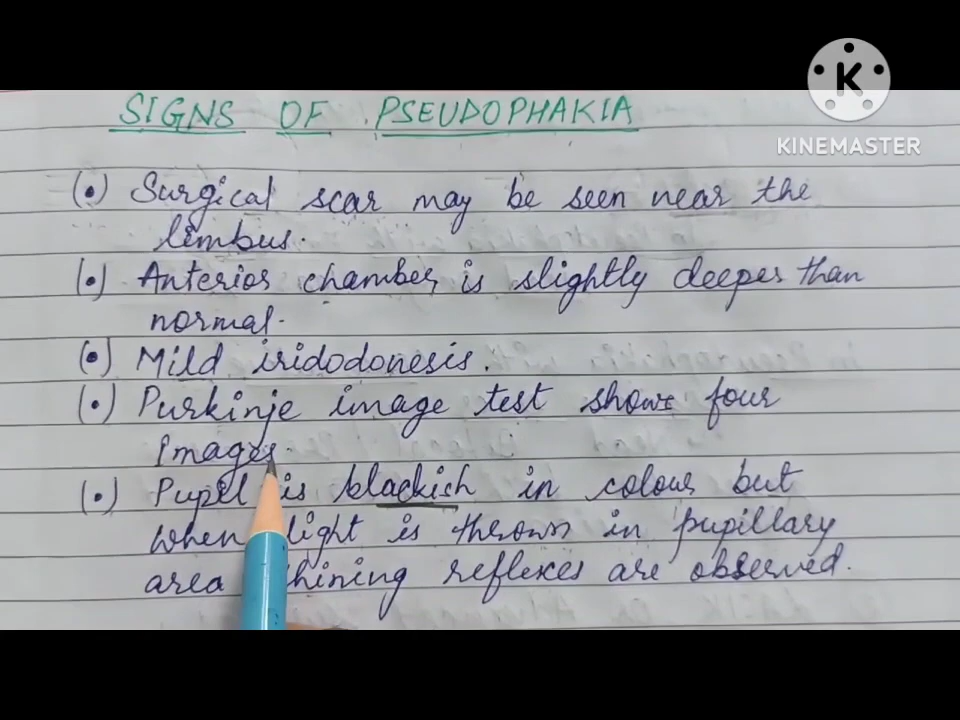 SIGNS OF PSEUDOPHAKIA
K
KINEMASTER
(•) Surgical scar may be seen near the
limbus.
(•) Anterior chamber is slightly deeper than
normal.
(•) Mild iridodonesis.
(•) Purkinje image test shows four
Images.
(•) Pupil is blackish in colour but
when light is thrown in pupillary
area shining reflexes are observed.